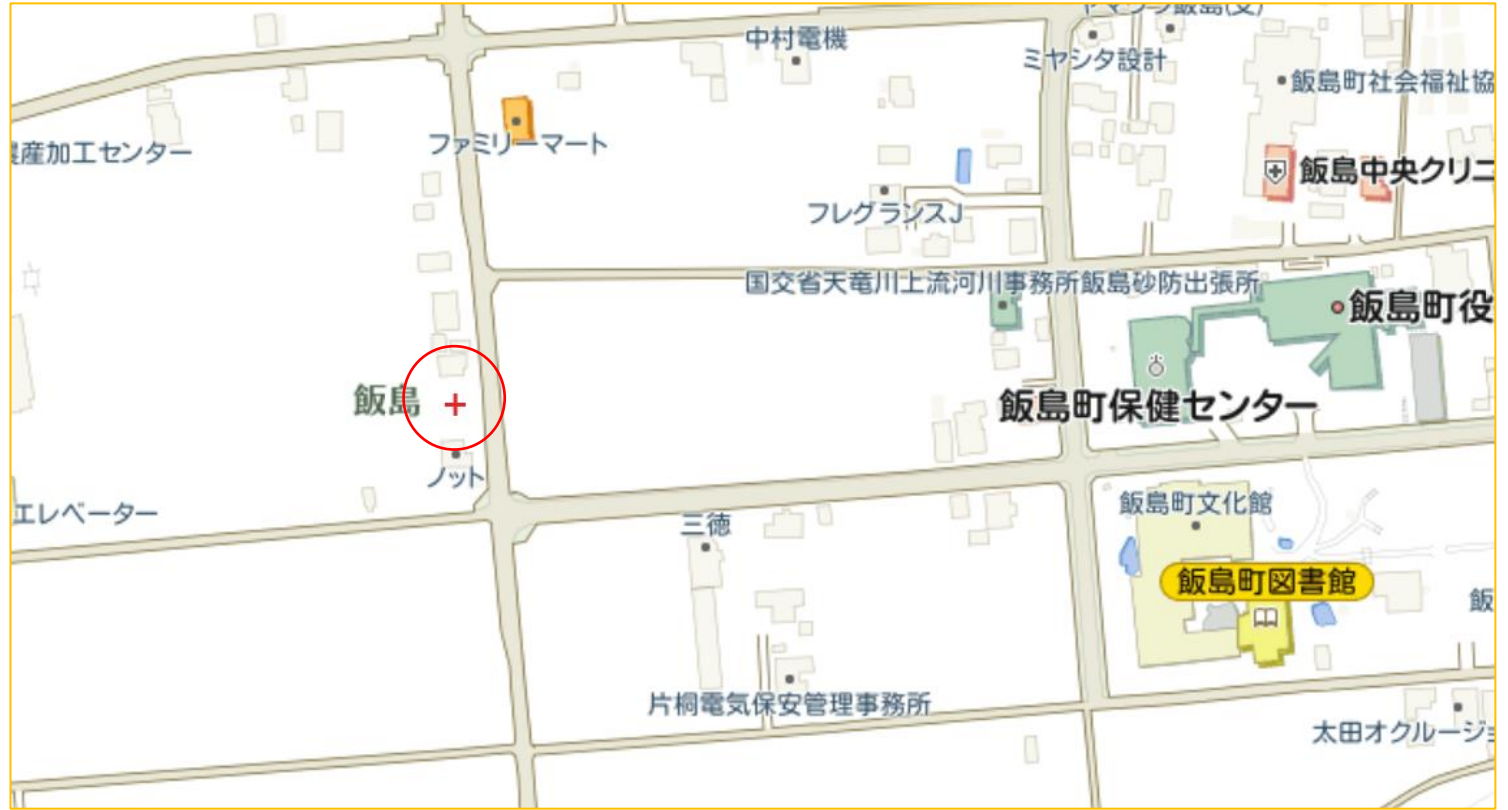 中村電機
ミヤシタ設計
飯島町社会福祉協
産加工センター
ファミリーマート
飯島中央クリニ
フレグランスJ
国交省天竜川上流河川事務所飯島砂防出張所
飯島町役
飯島
飯島町保健センター
ノット
エレベーター
三徳
飯島町文化館
飯島町図書館
飯
片桐電気保安管理事務所
太田オクルージョ